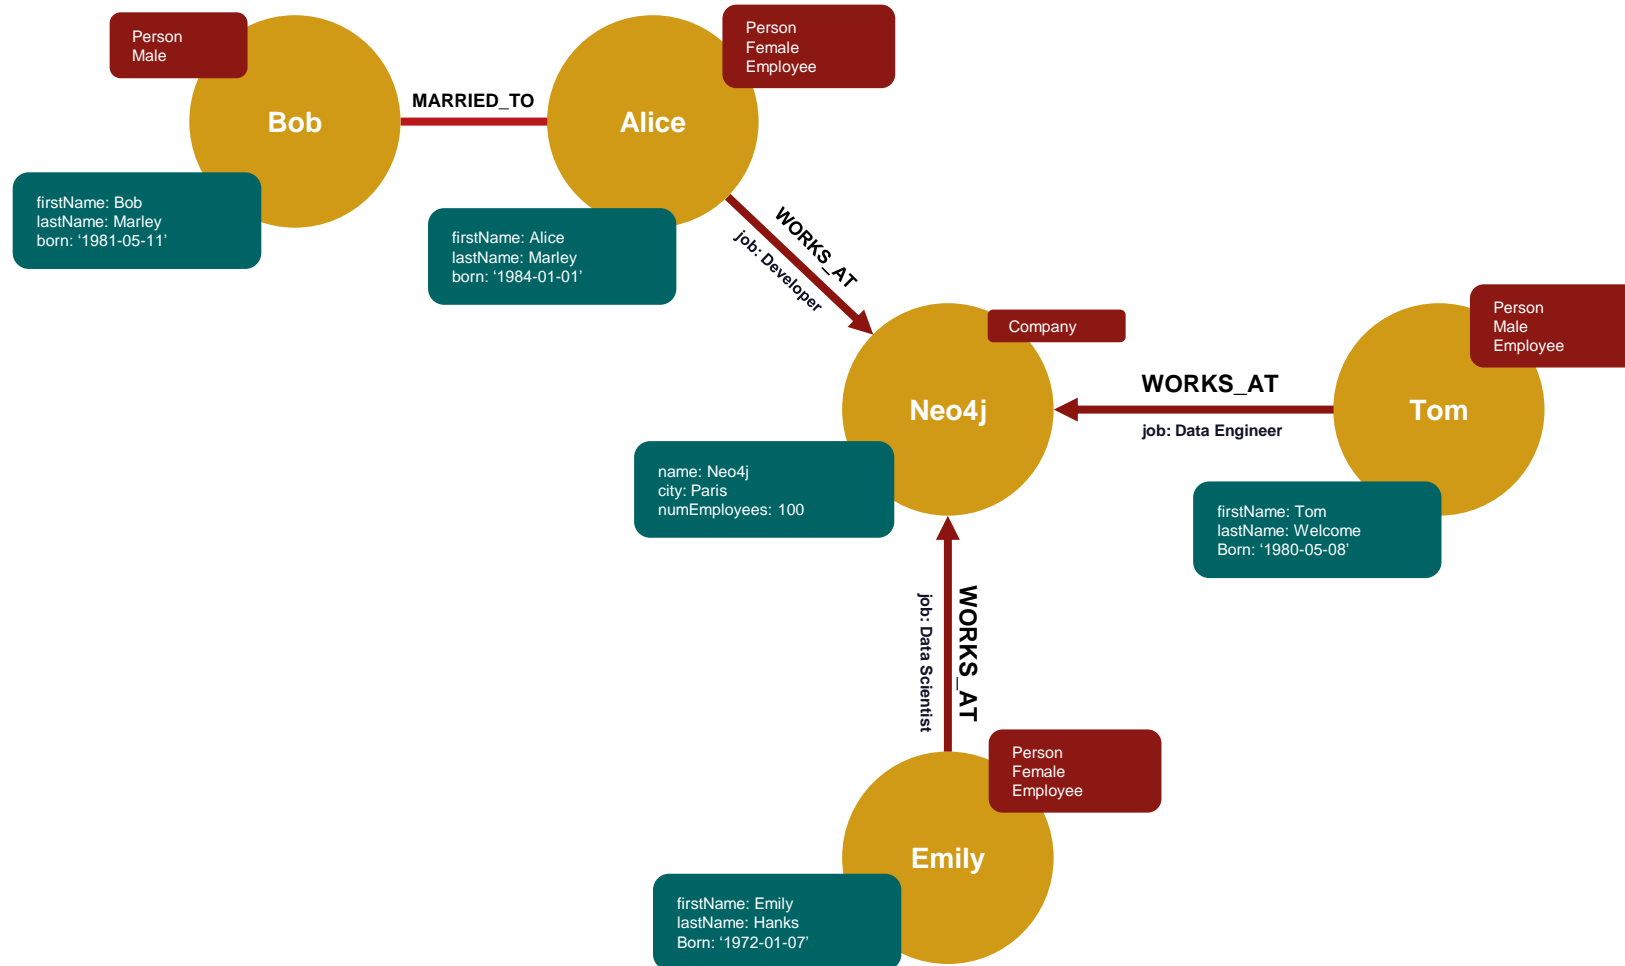 Person
Male
Bob
firstName: Bob
lastName: Marley
born: ‘1981-05-11’
MARRIED_TO
Person
Female
Employee
Alice
firstName: Alice
lastName: Marley
born: ‘1984-01-01’
WORKS_AT
job: Developer
Company
Neo4j
name: Neo4j
city: Paris
numEmployees: 100
WORKS_AT
job: Data Engineer
Person
Male
Employee
Tom
firstName: Tom
lastName: Welcome
Born: ‘1980-05-08’
WORKS_AT
job: Data Scientist
Person
Female
Employee
Emily
firstName: Emily
lastName: Hanks
Born: ‘1972-01-07’